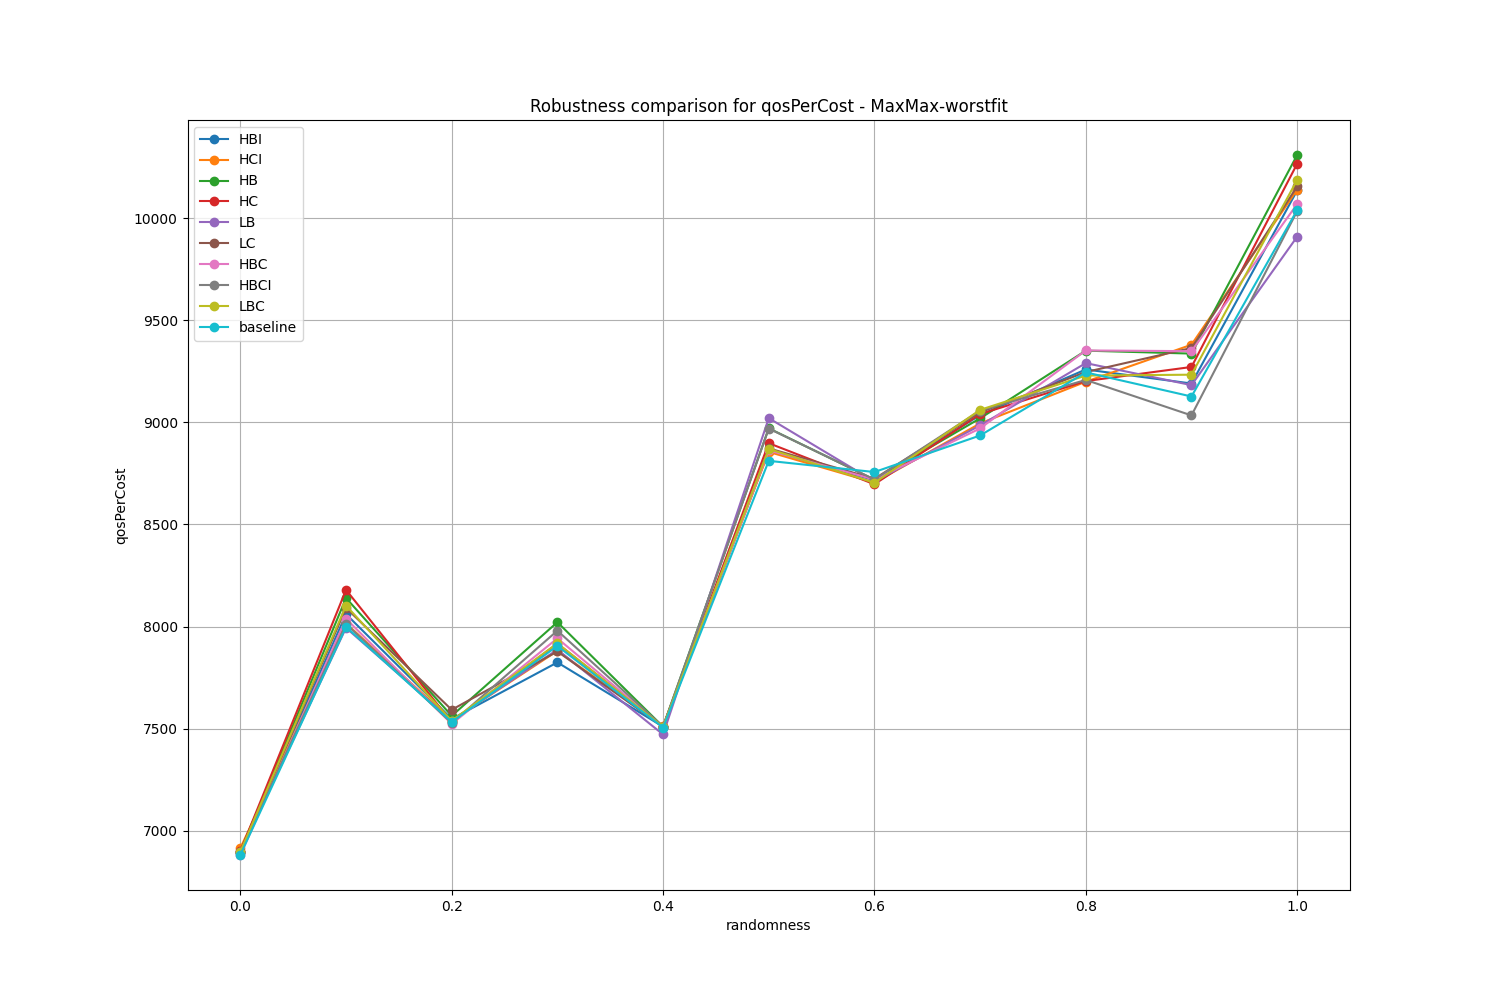 Robustness comparison for qosPerCost - MaxMax-worstfit
HBI
HCI
HB
HC
LB
LC
HBC
HBCI
LBC
baseline
10000
9500
9000
8500
8000
7500
7000
qosPerCost
0.0 0.2 0.4 0.6 0.8 1.0
randomness